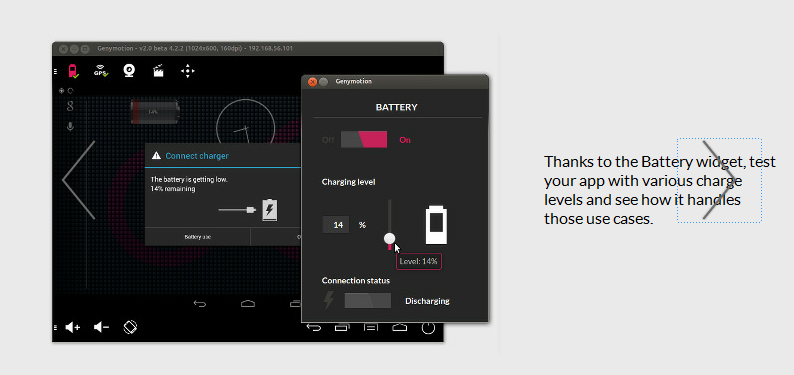 Genymotion - v2.0 beta 4.2.2 (1024x600, 160dpi) - 192.168.56.101
GPS
14%
Connect charger
The battery is getting low.
14% remaining
Battery use
Genymotion
BATTERY
Off
On
Charging level
14 %
Level: 14%
Connection status
Discharging
Thanks to the Battery widget, test
your app with various charge
levels and see how it handles
those use cases.